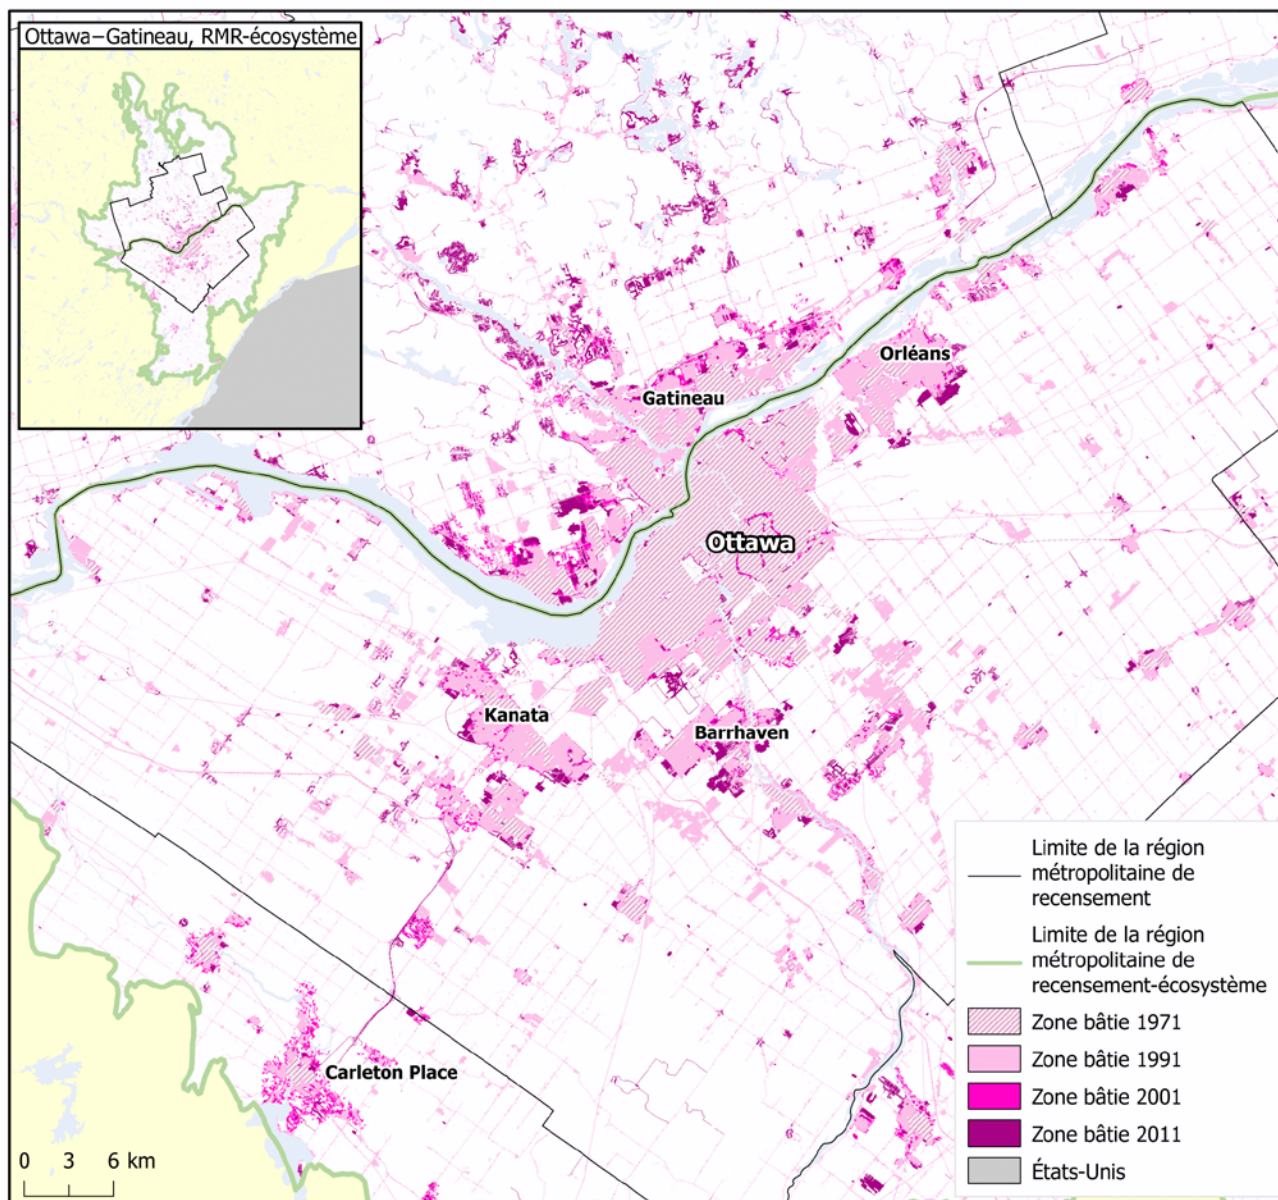 Ottawa–Gatineau, RMR-écosystème
Orléans
Gatineau
Ottawa
Kanata
Barrhaven
Carleton Place
0 3 6 km
Limite de la région
métropolitaine de
recensement
Limite de la région
métropolitaine de
recensement-écosystème
Zone bâtie 1971
Zone bâtie 1991
Zone bâtie 2001
Zone bâtie 2011
États-Unis